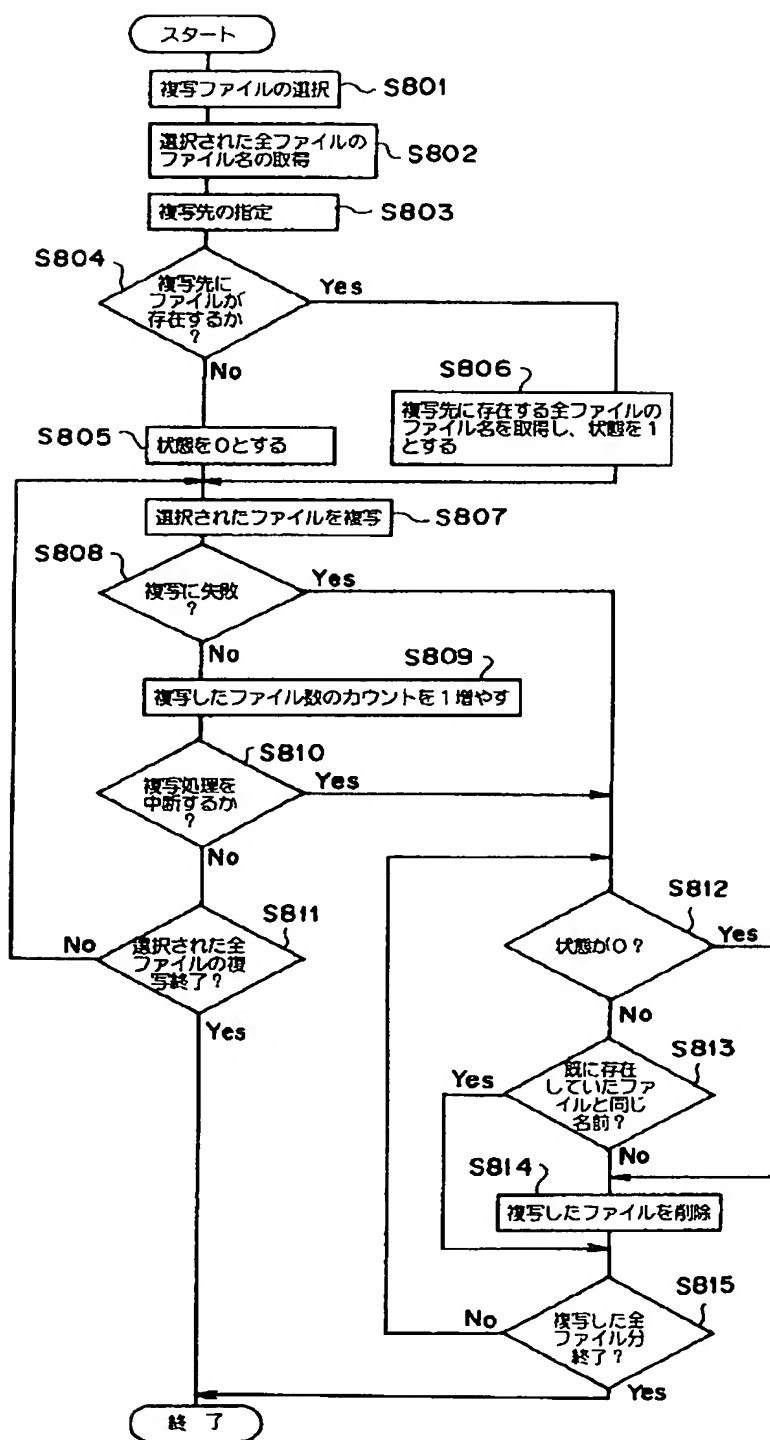 スタート
複写ファイルの選択
S801
選択された全ファイルの
ファイル名の取得
S802
複写先の指定
S803
S804
複写先に
ファイルが
存在するか
?
Yes
No
S806
複写先に存在する全ファイルの
ファイル名を取得し、状態を1
とする
S805
状態を0とする
選択されたファイルを複写
S807
S808
複写に失敗
?
Yes
No
S809
複写したファイル数のカウントを1増やす
S810
複写処理を
中断するか
?
Yes
No
S811
選択された全
ファイルの複
写終了?
No
Yes
S812
状態が0?
Yes
No
S813
既に存在
していたファ
イルと同じ
名前?
Yes
No
S814
複写したファイルを削除
S815
複写した全
ファイル分
終了?
No
Yes
終了